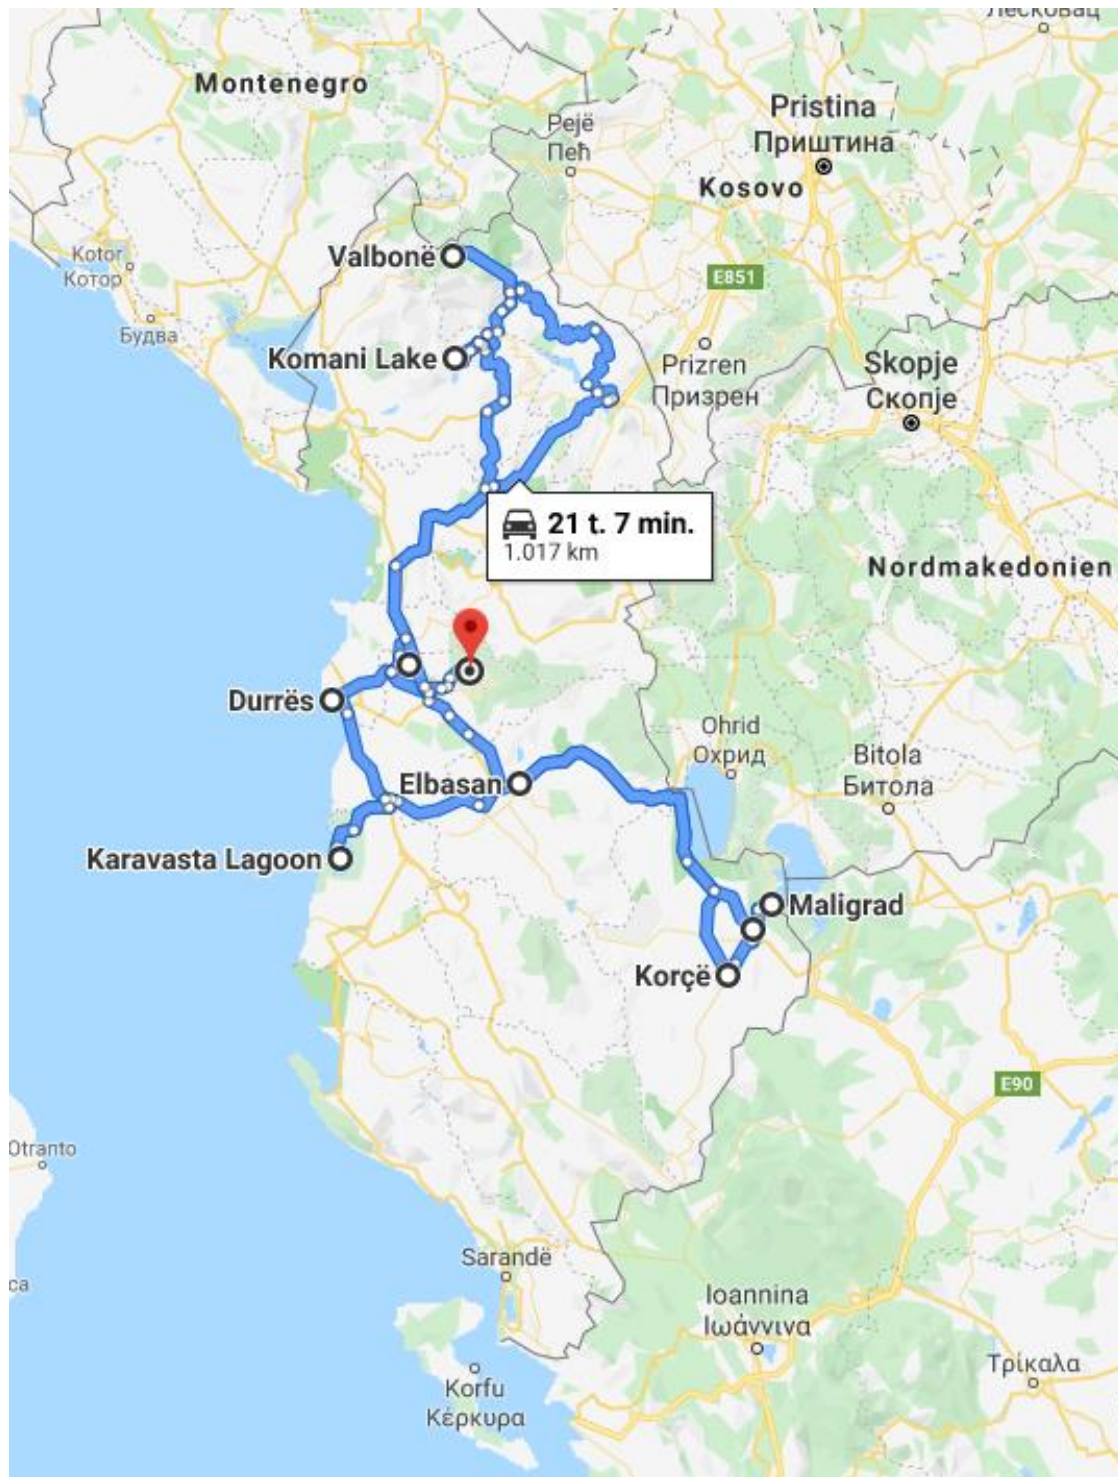 Лесковац
Montenegro
Pristina
Приштина
Pejë
Пећ
Kosovo
Kotor
Котор
Valbonë
E851
Будва
Komani Lake
Prizren
Призрен
Skopje
Скопје
21 t. 7 min.
1.017 km
Nordmakedonien
Durrës
Ohrid
Охрид
Bitola
Битола
Elbasan
Karavasta Lagoon
Maligrad
Korçë
E90
Otranto
Sarandë
ca
Ioannina
Ιωάννινα
Τρίκαλα
Korfu
Κέρκυρα